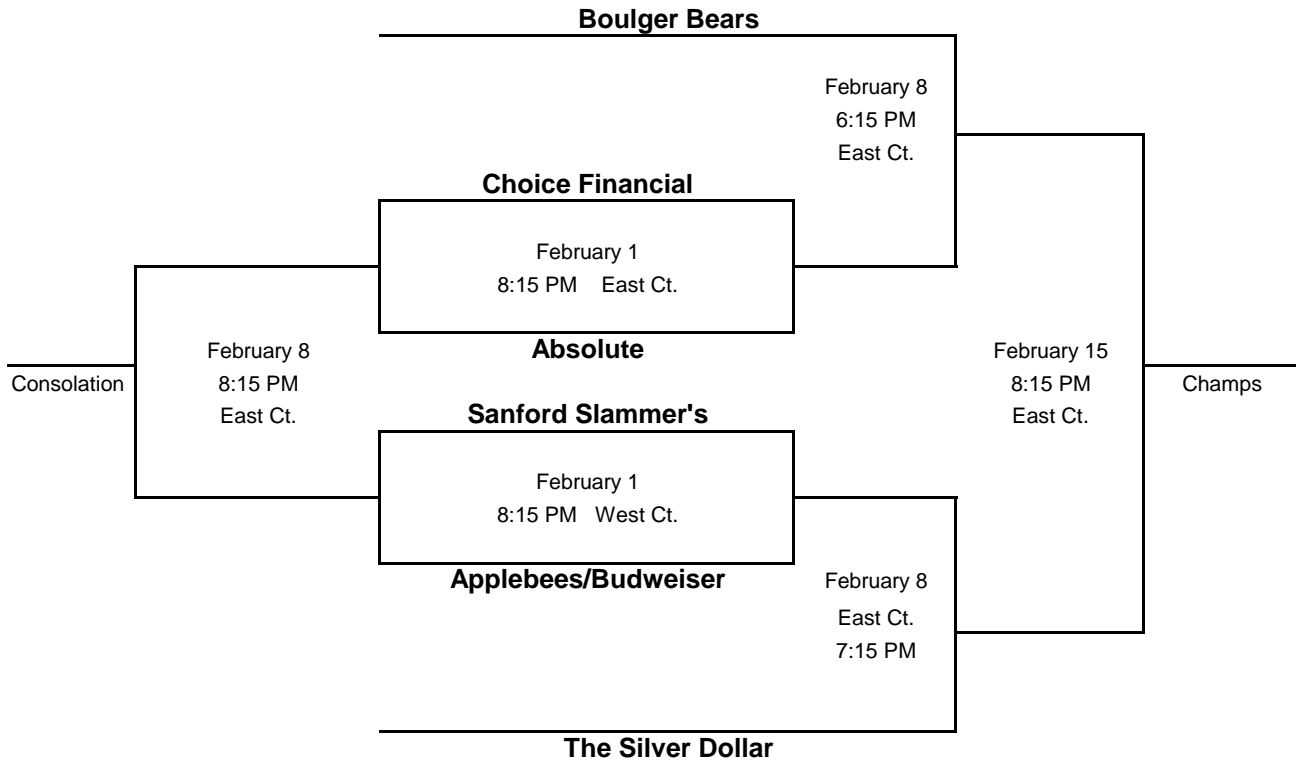 Boulger Bears
February 8
6:15 PM
East Ct.
Choice Financial
February 1
8:15 PM East Ct.
Absolute
February 8
8:15 PM
East Ct.
Consolation
February 15
8:15 PM
East Ct.
Champs
Sanford Slammer's
February 1
8:15 PM West Ct.
Applebees/Budweiser
February 8
East Ct.
7:15 PM
The Silver Dollar